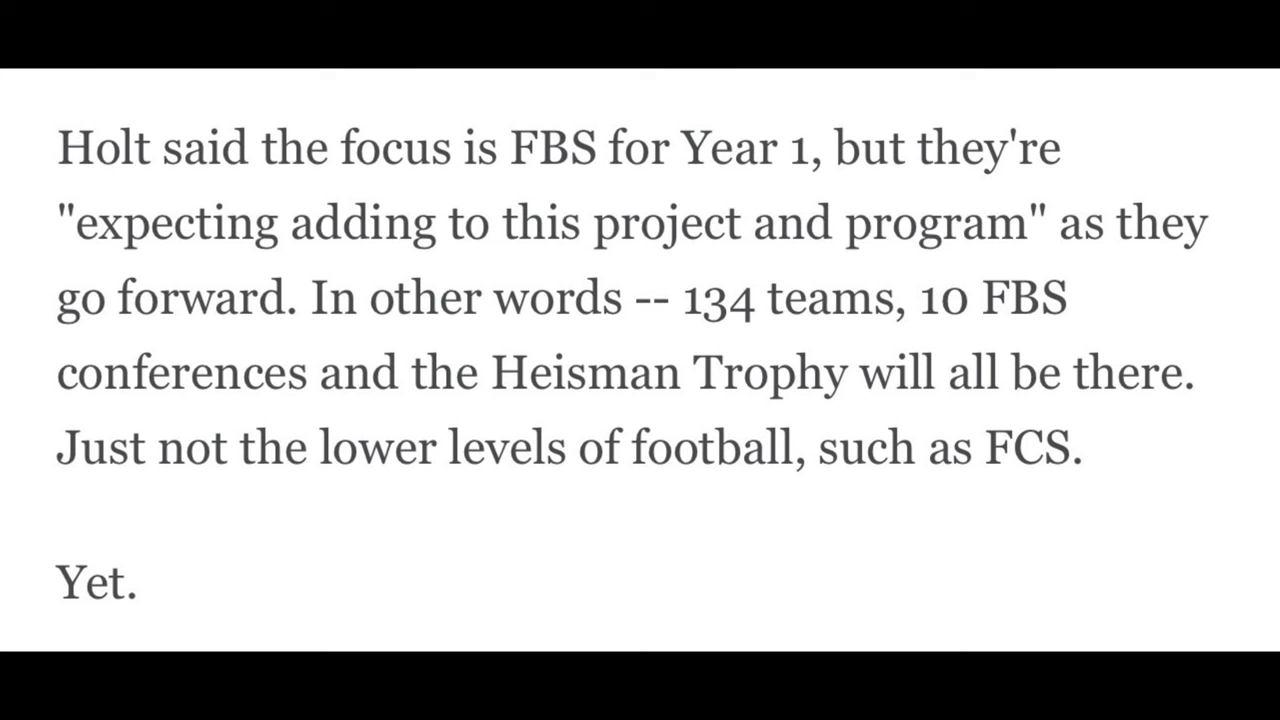 Holt said the focus is FBS for Year 1, but they're
"expecting adding to this project and program" as they
go forward. In other words -- 134 teams, 10 FBS
conferences and the Heisman Trophy will all be there.
Just not the lower levels of football, such as FCS.
Yet.